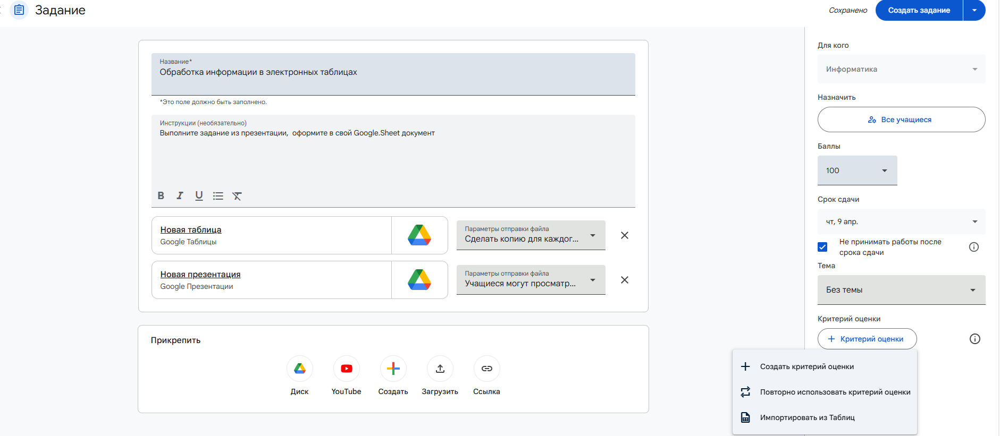 Задание
Сохранено
Создать задание
Название*
Обработка информации в электронных таблицах
*Это поле должно быть заполнено.
Инструкции (необязательно)
Выполните задание из презентации,  оформите в свой Google.Sheet документ
B I U
Новая таблица
Google Таблицы
Параметры отправки файла
Сделать копию для каждог...
Новая презентация
Google Презентации
Параметры отправки файла
Учащиеся могут просматр...
Прикрепить
Диск
YouTube
Создать
Загрузить
Ссылка
Для кого
Информатика
Назначить
Все учащиеся
Баллы
100
Срок сдачи
чт, 9 апр.
Не принимать работы после
срока сдачи
Тема
Без темы
Критерий оценки
Критерий оценки
Создать критерий оценки
Повторно использовать критерий оценки
Импортировать из Таблиц